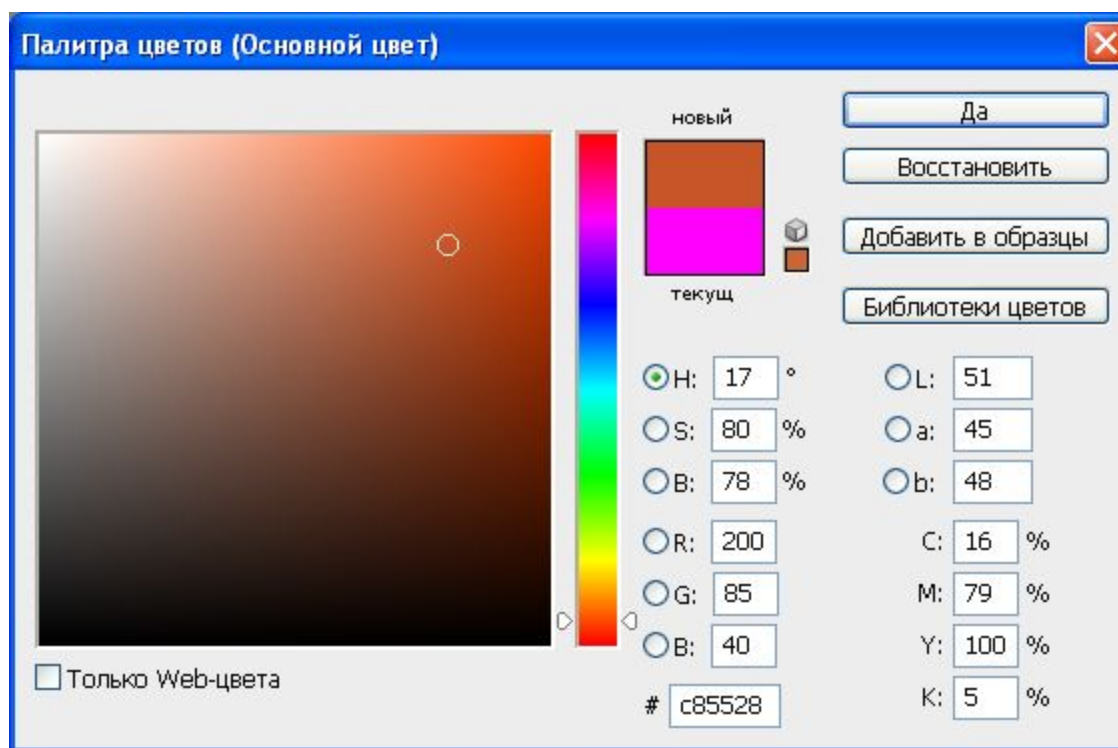 Палитра цветов (Основной цвет)
новый
текущ
Да
Восстановить
Добавить в образцы
Библиотеки цветов
H: 17 °
S: 80 %
B: 78 %
R: 200
G: 85
B: 40
# c85528
L: 51
a: 45
b: 48
C: 16 %
M: 79 %
Y: 100 %
K: 5 %
Только Web-цвета